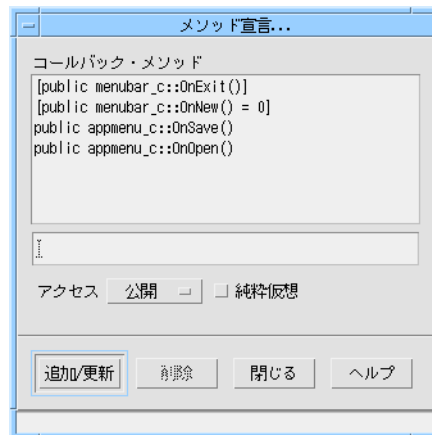 メソッド宣言...
コールバック・メソッド
[public menubar_c::OnExit()]
[public menubar_c::OnNew() = 0]
public appmenu_c::OnSave()
public appmenu_c::OnOpen()
アクセス 公開 純粋仮想
追加/更新 削除 閉じる ヘルプ